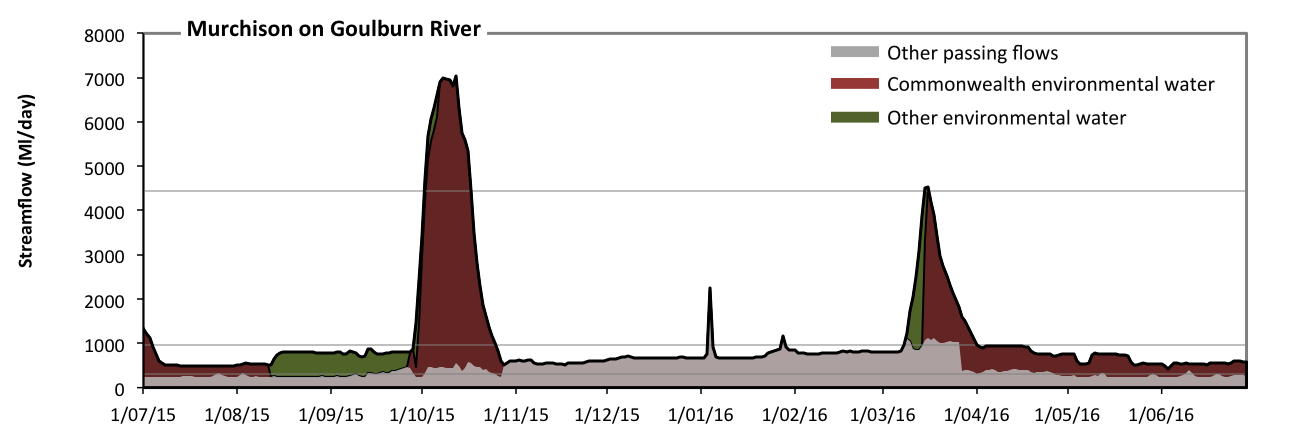 Murchison on Goulburn River
Streamflow (Ml/day)
8000
7000
6000
5000
4000
3000
2000
1000
0
Other passing flows
Commonwealth environmental water
Other environmental water
1/07/15 1/08/15 1/09/15 1/10/15 1/11/15 1/12/15 1/01/16 1/02/16 1/03/16 1/04/16 1/05/16 1/06/16